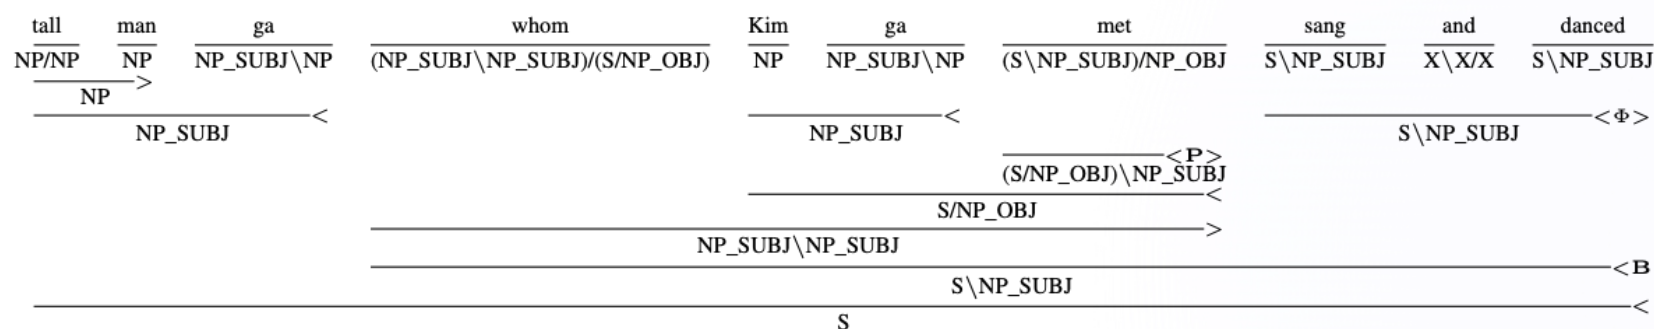 tall man ga whom Kim ga met sang and danced
NP/NP NP NP_SUBJ\NP (NP_SUBJ\NP_SUBJ)/(S/NP_OBJ) NP NP_SUBJ\NP (S\NP_SUBJ)/NP_OBJ S\NP_SUBJ X\X/X S\NP_SUBJ
>
NP
< < <Φ>
NP_SUBJ NP_SUBJ S\NP_SUBJ
<P>
(S/NP_OBJ)\NP_SUBJ
<
S/NP_OBJ
>
NP_SUBJ\NP_SUBJ
<B
S\NP_SUBJ
<
S